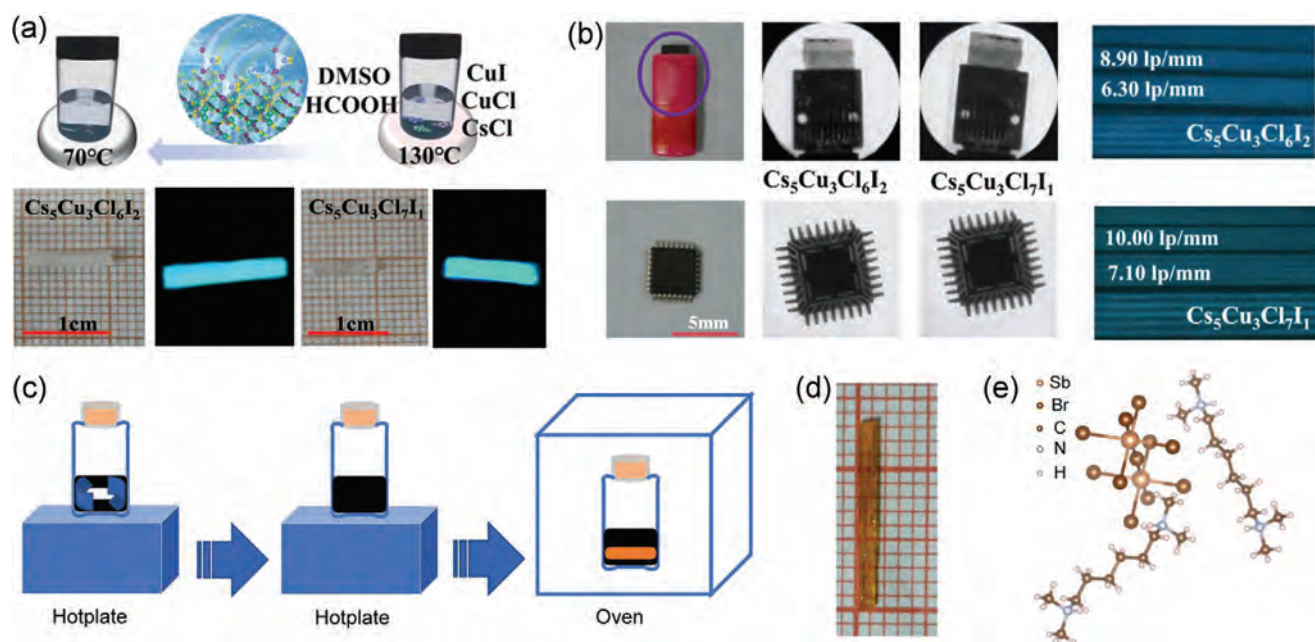 (a)
DMSO
HCOOH
CuI
CuCl
CsCl
70°C
130°C
Cs₅Cu₃Cl₆I₂
1cm
Cs₅Cu₃Cl₇I₁
1cm
(b)
8.90 lp/mm
6.30 lp/mm
Cs₅Cu₃Cl₆I₂
Cs₅Cu₃Cl₆I₂
Cs₅Cu₃Cl₇I₁
5mm
10.00 lp/mm
7.10 lp/mm
Cs₅Cu₃Cl₇I₁
(c)
Hotplate
Hotplate
Oven
(d)
(e)
Sb
Br
C
N
H